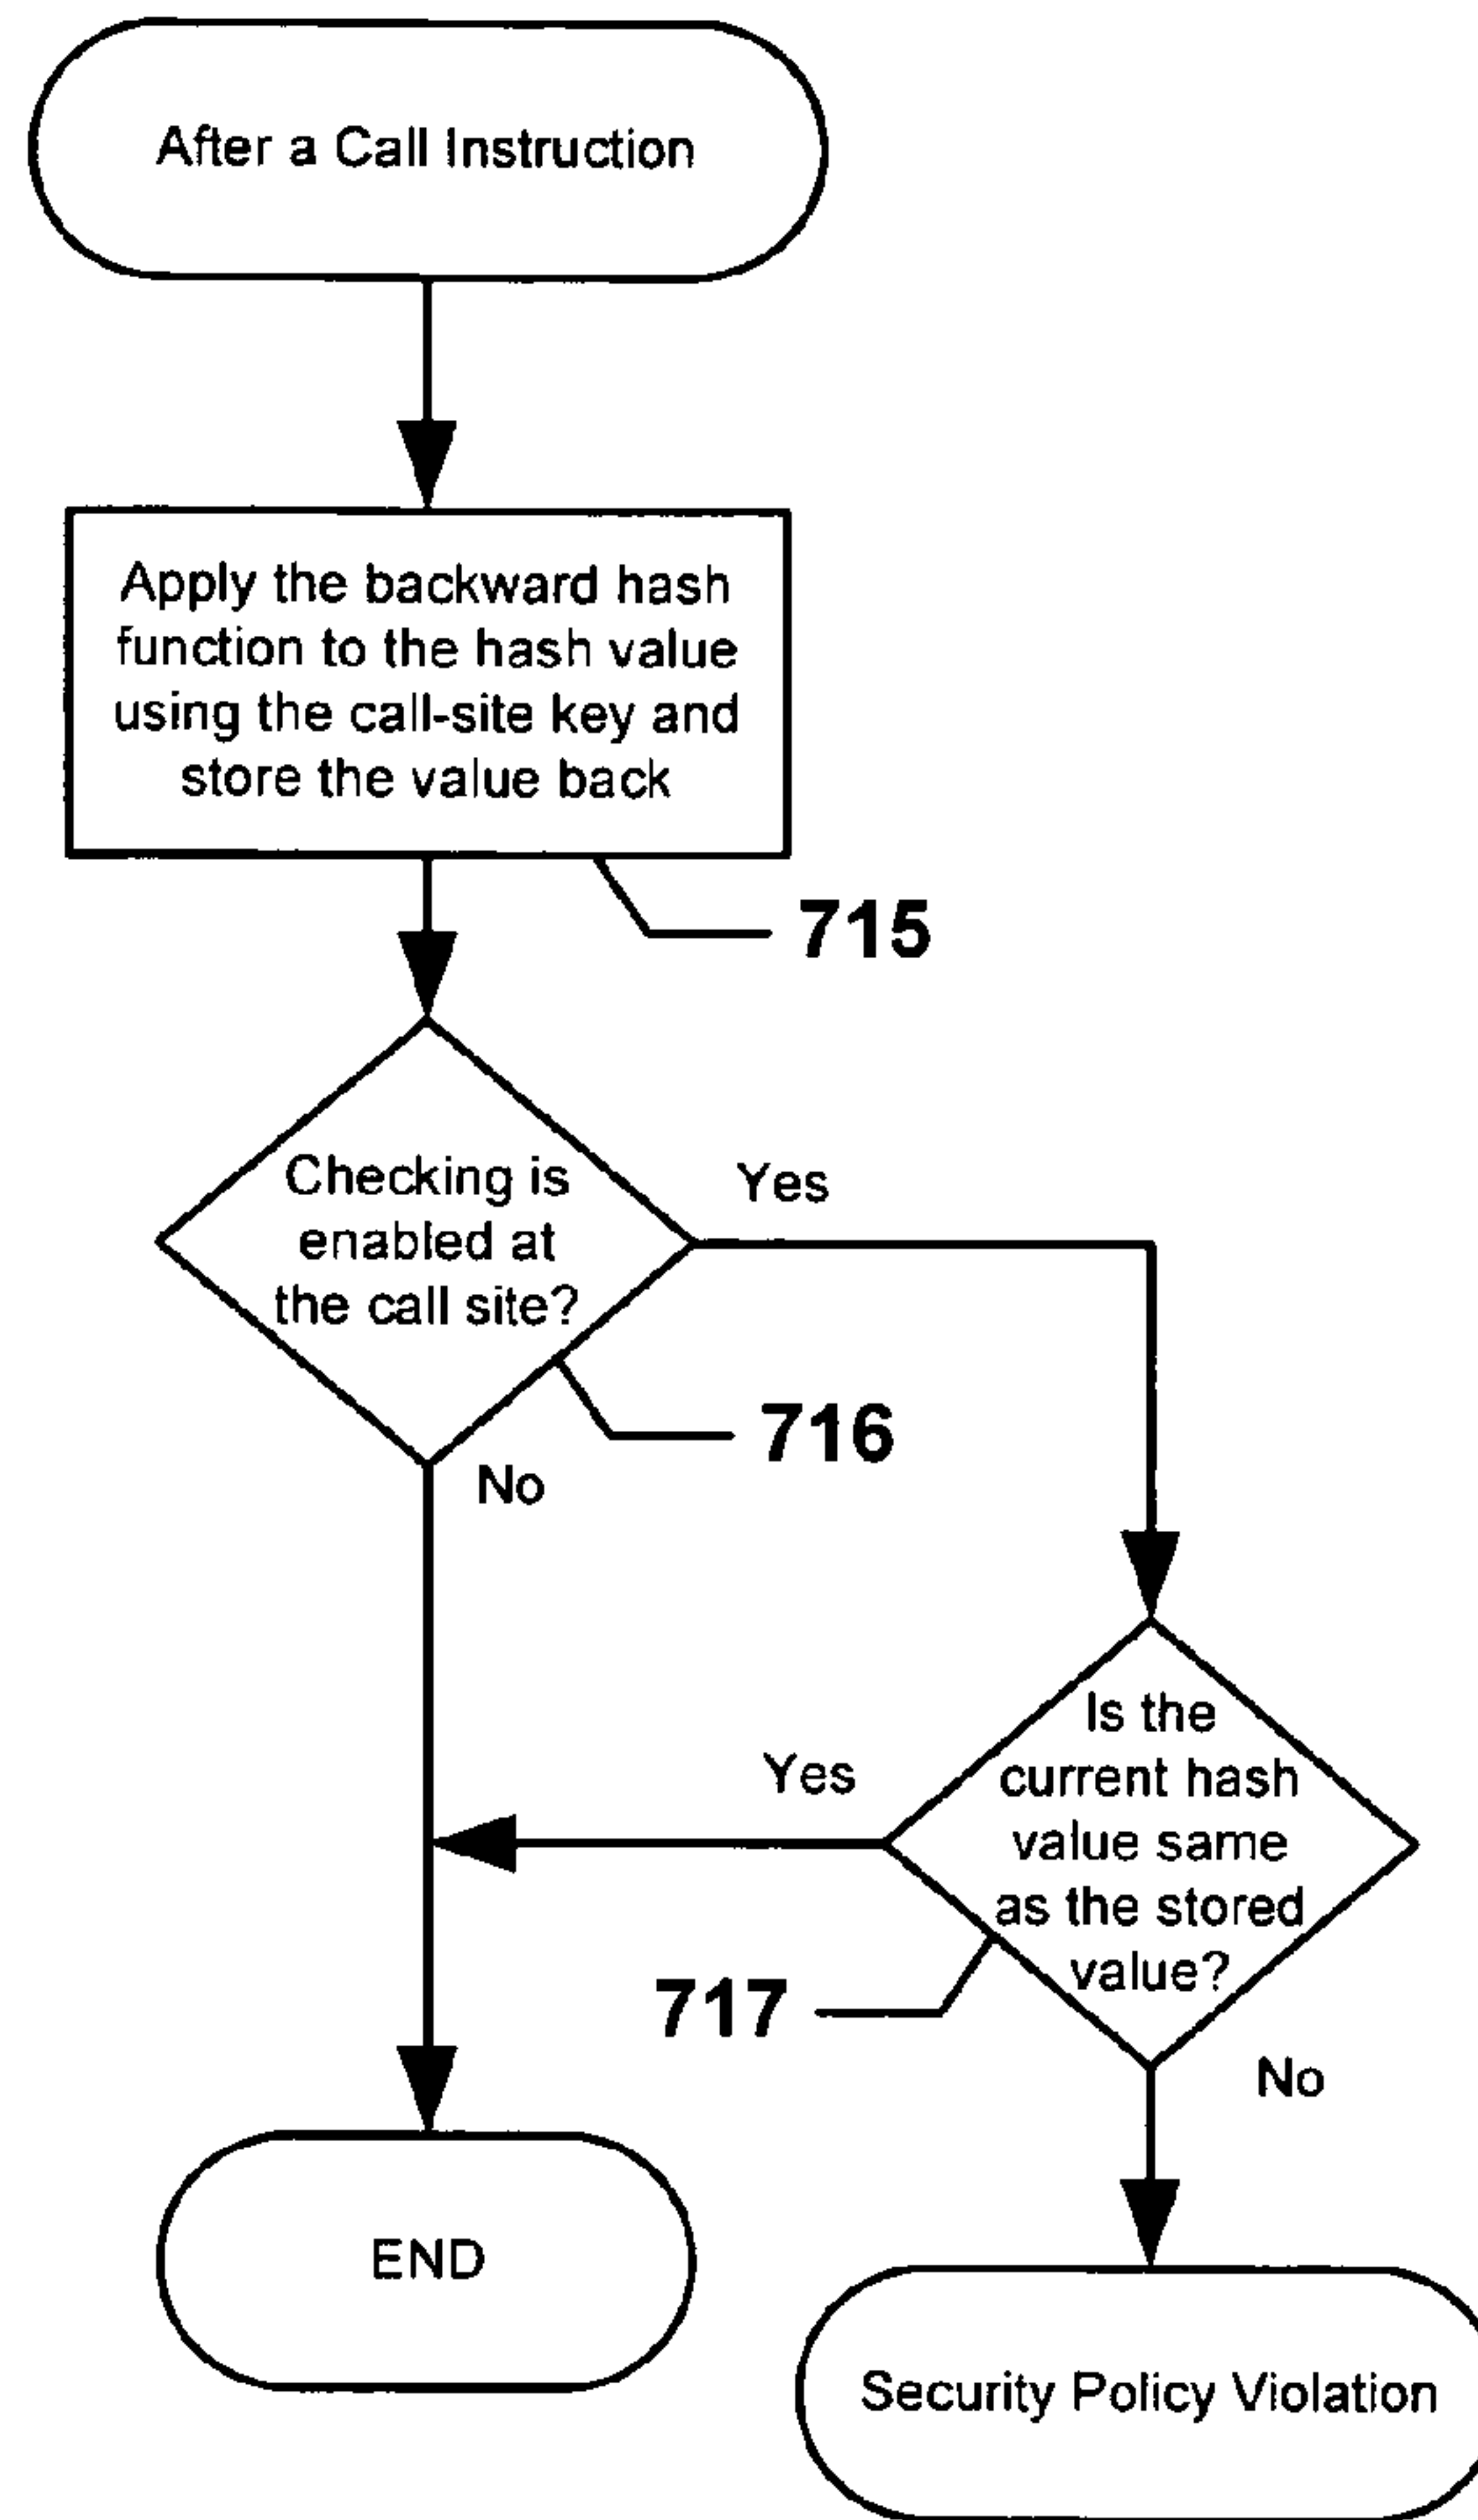 After a Call Instruction
Apply the backward hash
function to the hash value
using the call-site key and
store the value back
715
Checking is
enabled at
the call site?
Yes
716
No
Is the
current hash
value same
as the stored
value?
Yes
717
No
END
Security Policy Violation